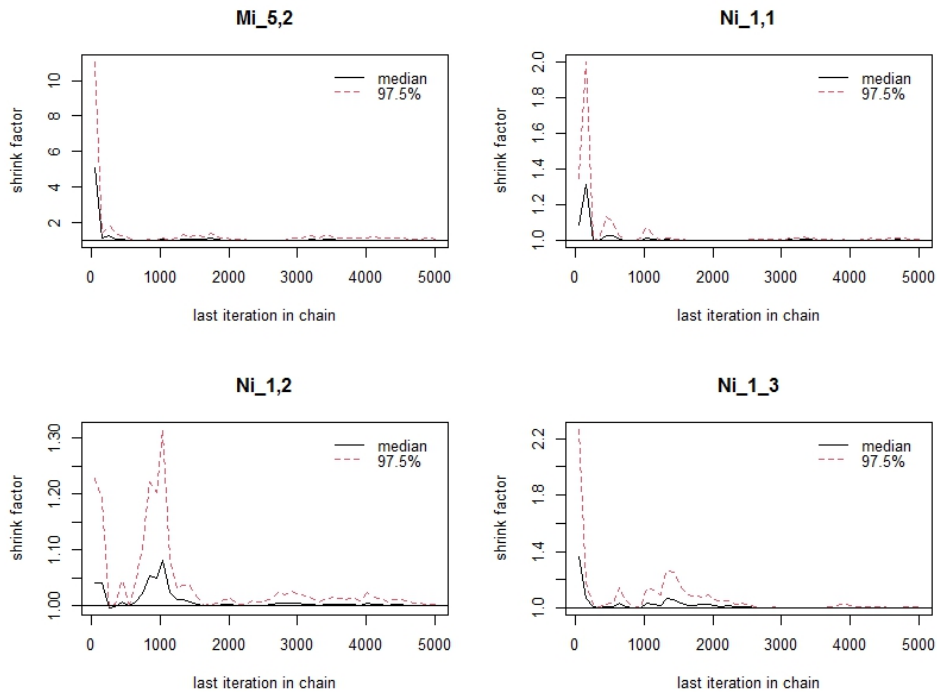 Mi_5,2
shrink factor
2 4 6 8 10
median
97.5%
0 1000 2000 3000 4000 5000
last iteration in chain
Ni_1,1
shrink factor
1.0 1.2 1.4 1.6 1.8 2.0
median
97.5%
0 1000 2000 3000 4000 5000
last iteration in chain
Ni_1,2
shrink factor
1.00 1.10 1.20 1.30
median
97.5%
0 1000 2000 3000 4000 5000
last iteration in chain
Ni_1_3
shrink factor
1.0 1.4 1.8 2.2
median
97.5%
0 1000 2000 3000 4000 5000
last iteration in chain